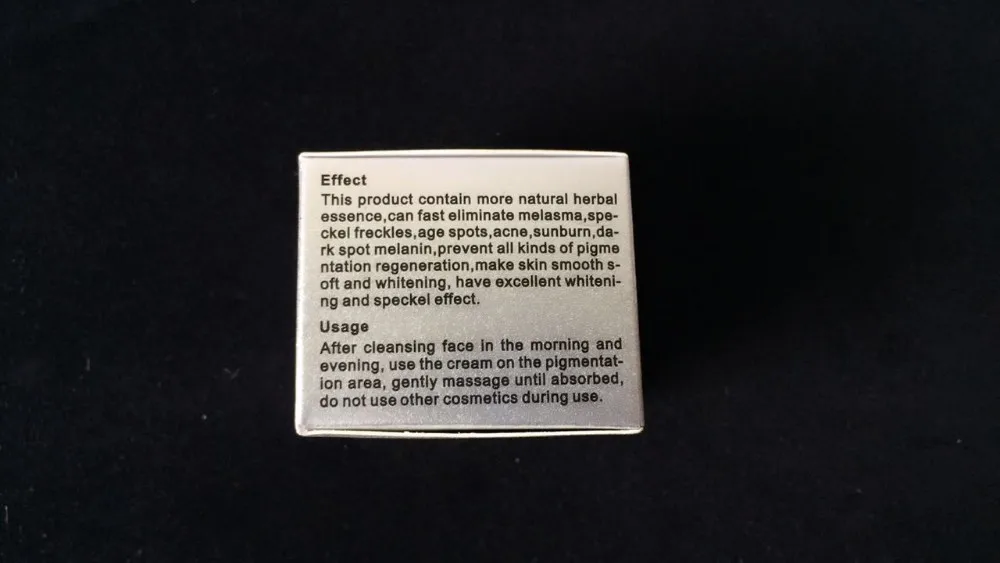 Effect
This product contain more natural herbal
essence,can fast eliminate melasma,spe-
ckel freckles,age spots,acne,sunburn,da-
rk spot melanin,prevent all kinds of pigme
ntation regeneration,make skin smooth s-
oft and whitening, have excellent whiteni-
ng and speckel effect.
Usage
After cleansing face in the morning and
evening, use the cream on the pigmentat-
ion area, gently massage until absorbed,
do not use other cosmetics during use.